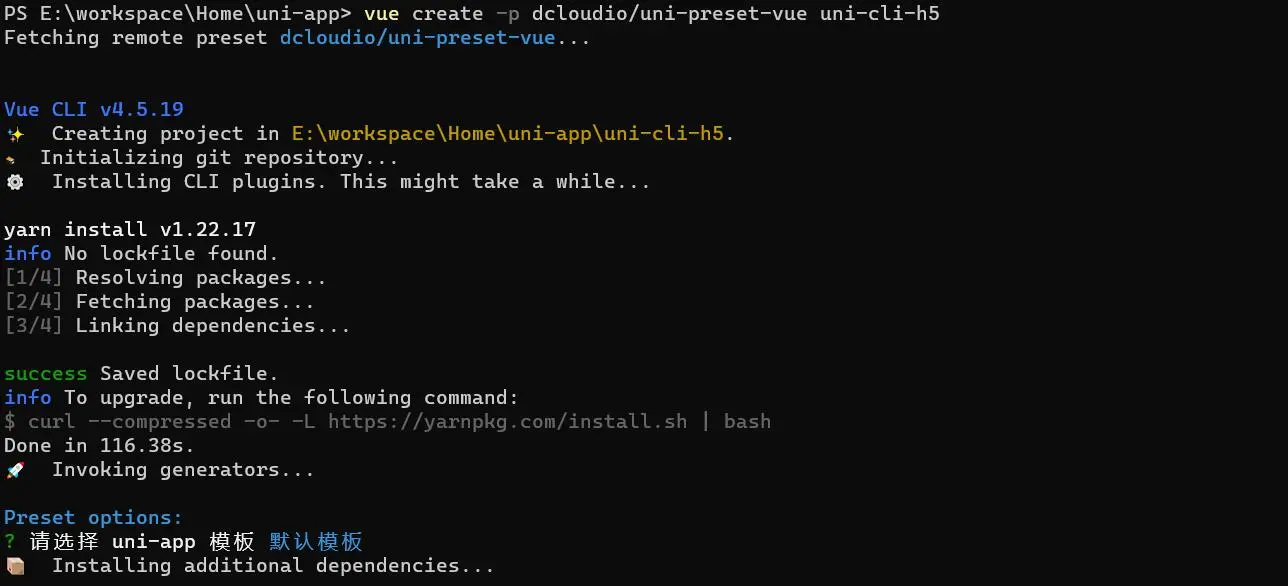 PS E:\workspace\Home\uni-app> vue create -p dcloudio/uni-preset-vue uni-cli-h5
Fetching remote preset dcloudio/uni-preset-vue...
Vue CLI v4.5.19
✨  Creating project in E:\workspace\Home\uni-app\uni-cli-h5.
Initializing git repository...
⚙️  Installing CLI plugins. This might take a while...
yarn install v1.22.17
info No lockfile found.
[1/4] Resolving packages...
[2/4] Fetching packages...
[3/4] Linking dependencies...
success Saved lockfile.
info To upgrade, run the following command:
$ curl --compressed -o- -L https://yarnpkg.com/install.sh | bash
Done in 116.38s.
🚀  Invoking generators...
Preset options:
? 请选择 uni-app 模板 默认模板
📦  Installing additional dependencies...